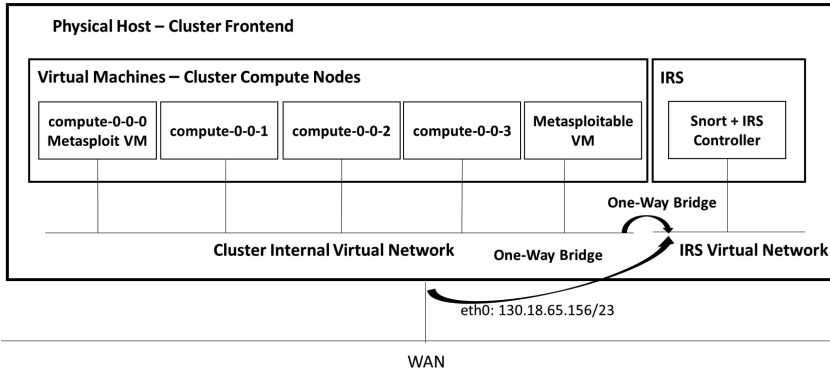 Physical Host – Cluster Frontend
Virtual Machines – Cluster Compute Nodes
IRS
compute-0-0-0
Metasploit VM
compute-0-0-1
compute-0-0-2
compute-0-0-3
Metasploitable
VM
Snort + IRS
Controller
One-Way Bridge
Cluster Internal Virtual Network
One-Way Bridge
IRS Virtual Network
eth0: 130.18.65.156/23
WAN